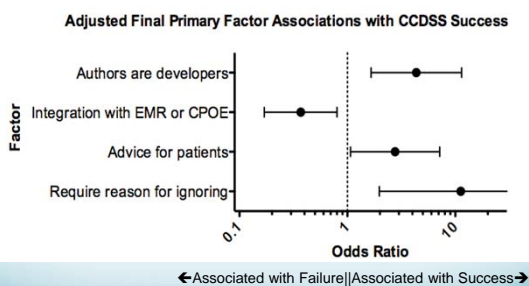 Adjusted Final Primary Factor Associations with CCDSS Success
Factor
Authors are developers
Integration with EMR or CPOE
Advice for patients
Require reason for ignoring
0.1
1
10
Odds Ratio
←Associated with Failure||Associated with Success→